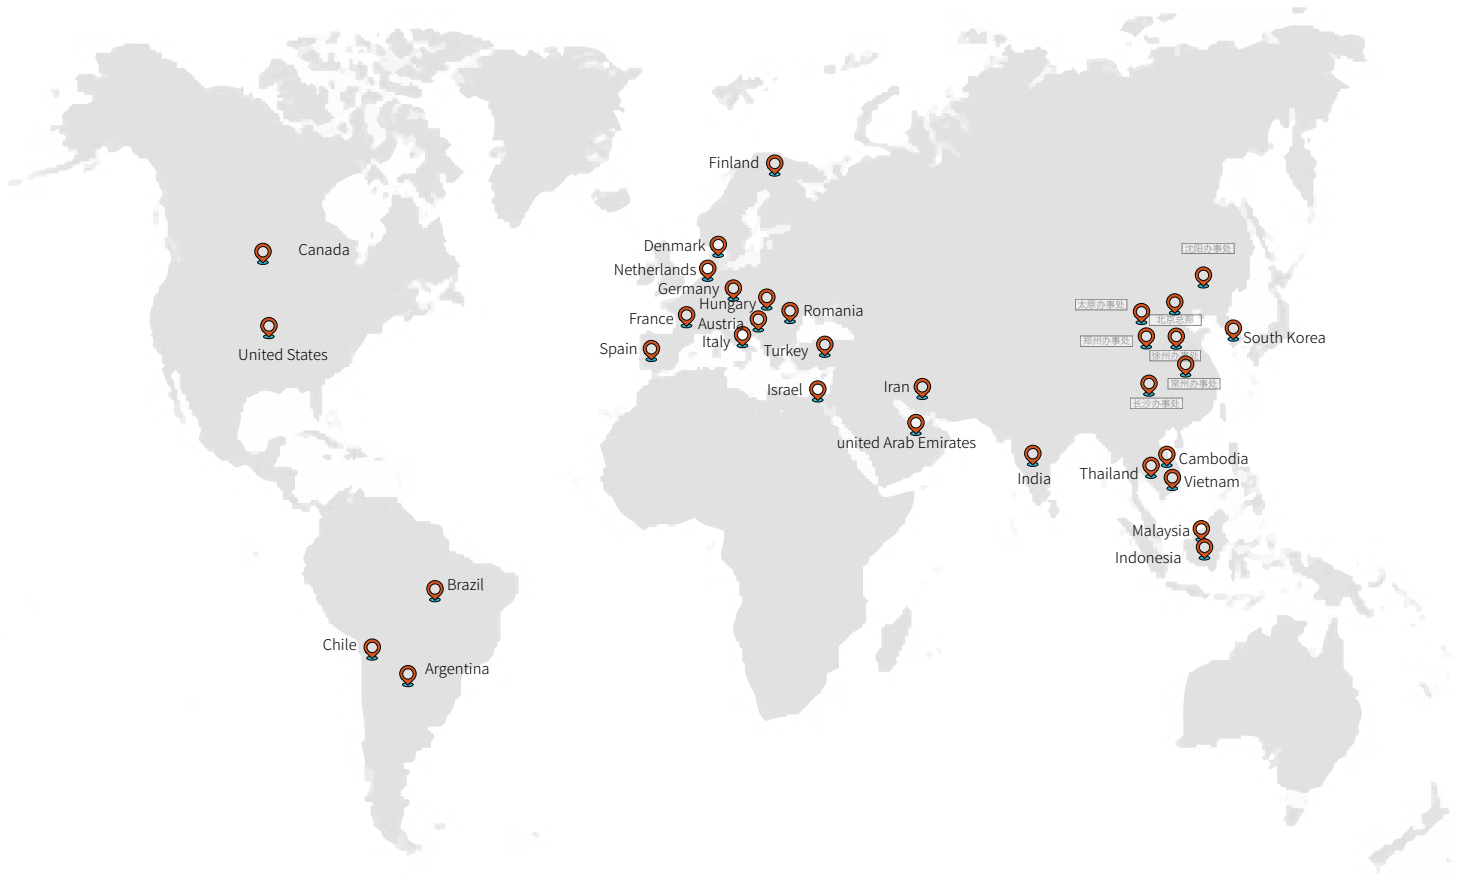 Finland
Denmark
沈阳办事处
Canada
Netherlands
Germany
Hungary
太原办事处
Romania
France
Austria
北京总部
United States
Italy
Turkey
South Korea
郑州办事处
Spain
徐州办事处
Israel
Iran
常州办事处
长沙办事处
united Arab Emirates
Cambodia
Thailand
India
Vietnam
Malaysia
Indonesia
Brazil
Chile
Argentina